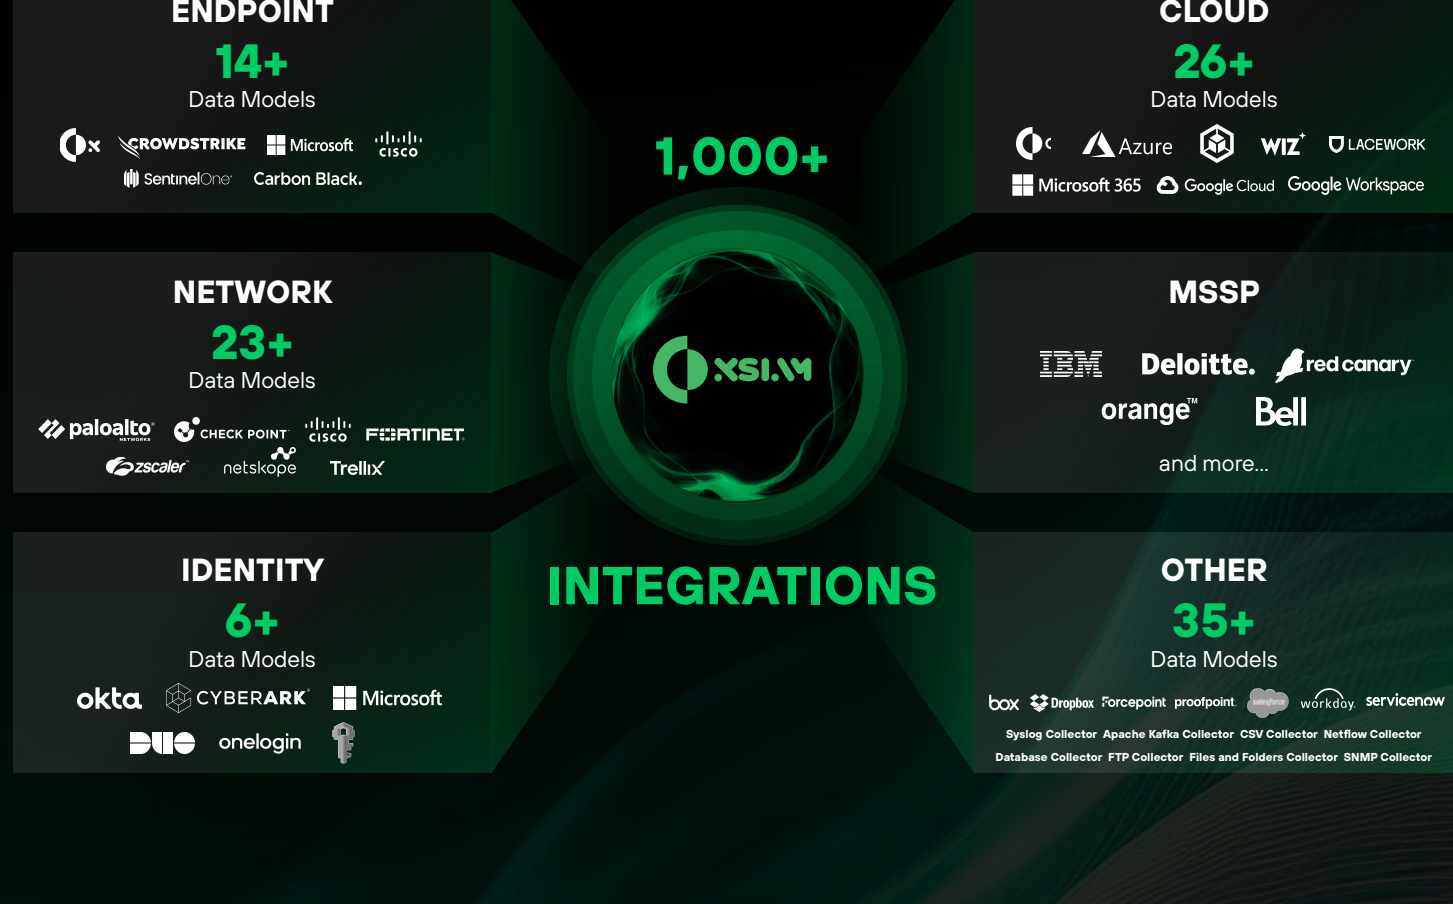 ENDPOINT
14+
Data Models
CROWDSTRIKE Microsoft CISCO
SentinelOne Carbon Black.
NETWORK
23+
Data Models
paloalto NETWORKS CHECK POINT CISCO FORTINET
zscaler netskope Trellix
IDENTITY
6+
Data Models
okta CYBERARK Microsoft
DUO onelogin
1,000+
XSIAM
INTEGRATIONS
CLOUD
26+
Data Models
Azure WIZ LACEWORK
Microsoft 365 Google Cloud Google Workspace
MSSP
IBM Deloitte. red canary
orange™ Bell
and more...
OTHER
35+
Data Models
box Dropbox Forcepoint proofpoint. salesforce workday. servicenow
Syslog Collector Apache Kafka Collector CSV Collector Netflow Collector
Database Collector FTP Collector Files and Folders Collector SNMP Collector